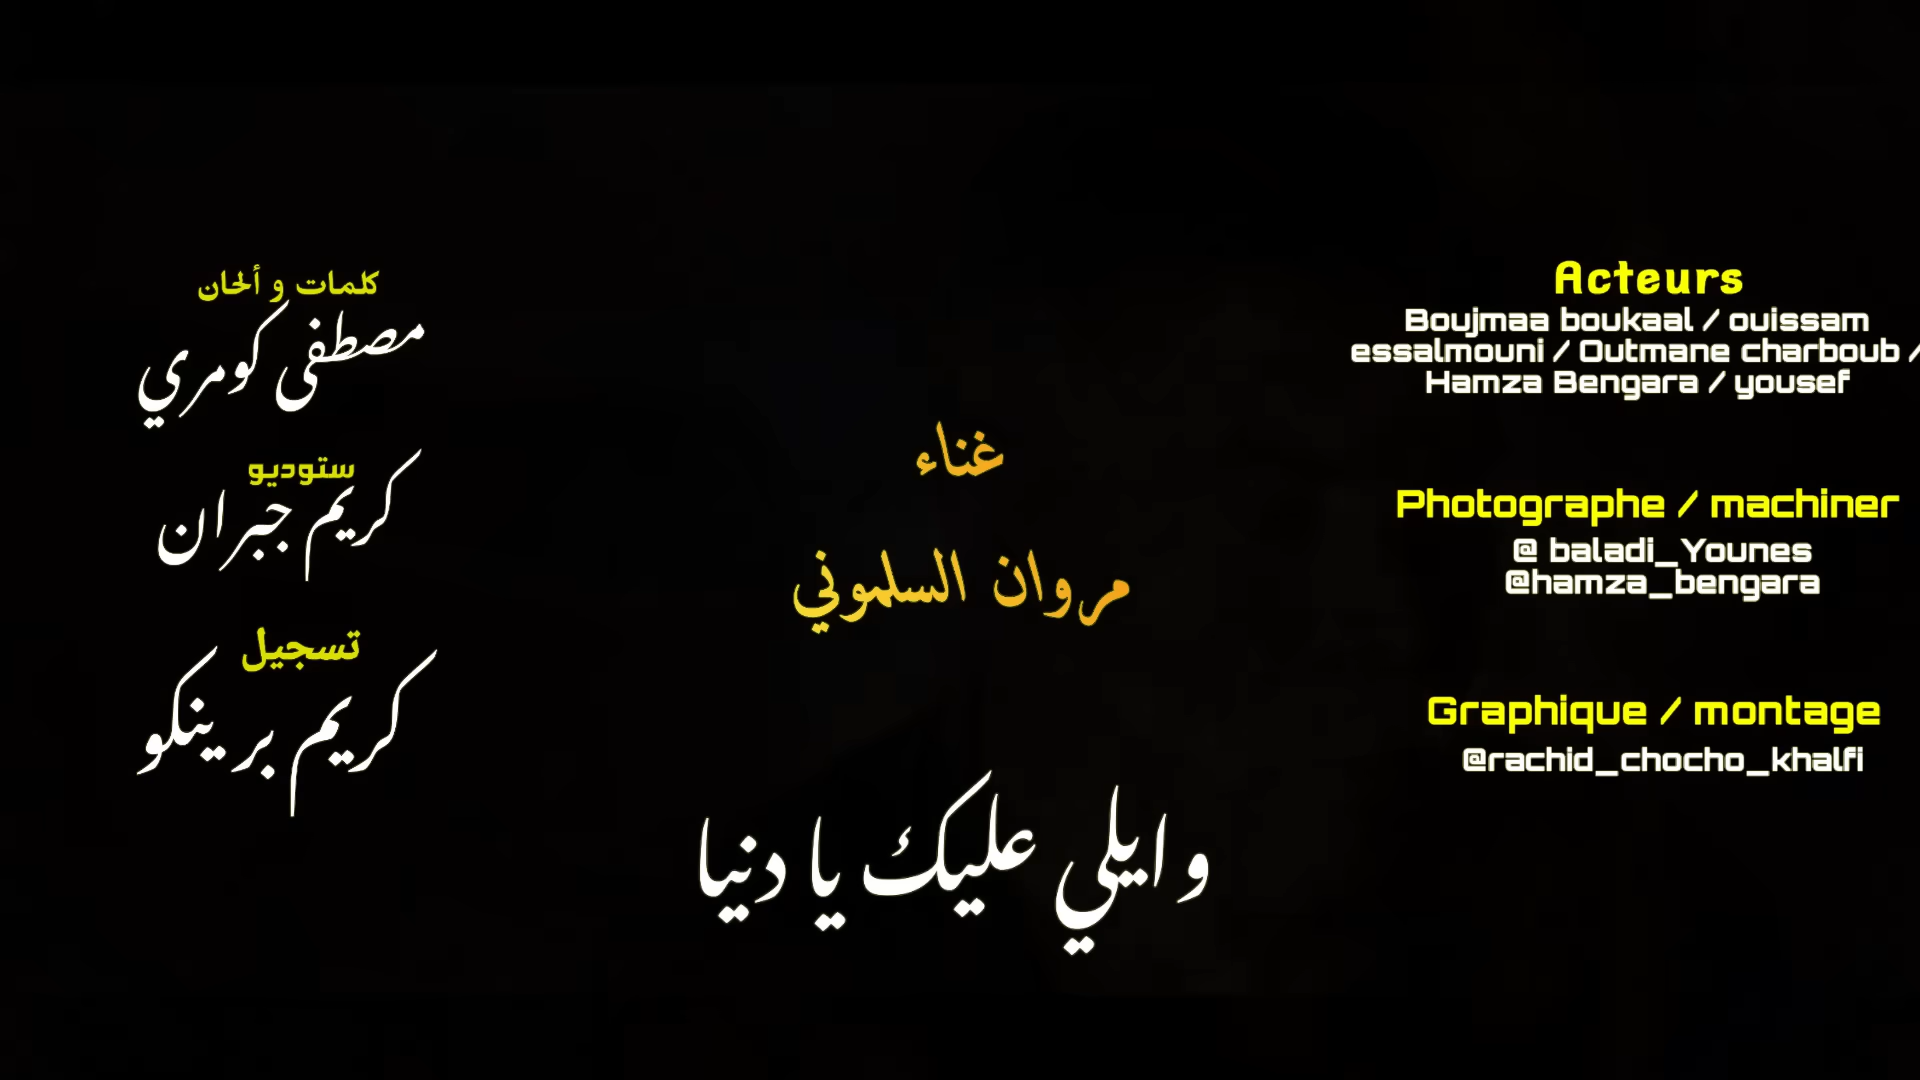 كلمات و ألحان
مصطفى كومري
ستوديو
كريم جبران
تسجيل
كريم برينكو
غناء
مروان السلموني
وايلي عليك يا دنيا
Acteurs
Boujmaa boukaal / ouissam
essalmouni / Outmane charboub /
Hamza Bengara / yousef
Photographe / machiner
@ baladi_Younes
@hamza_bengara
Graphique / montage
@rachid_chocho_khalfi